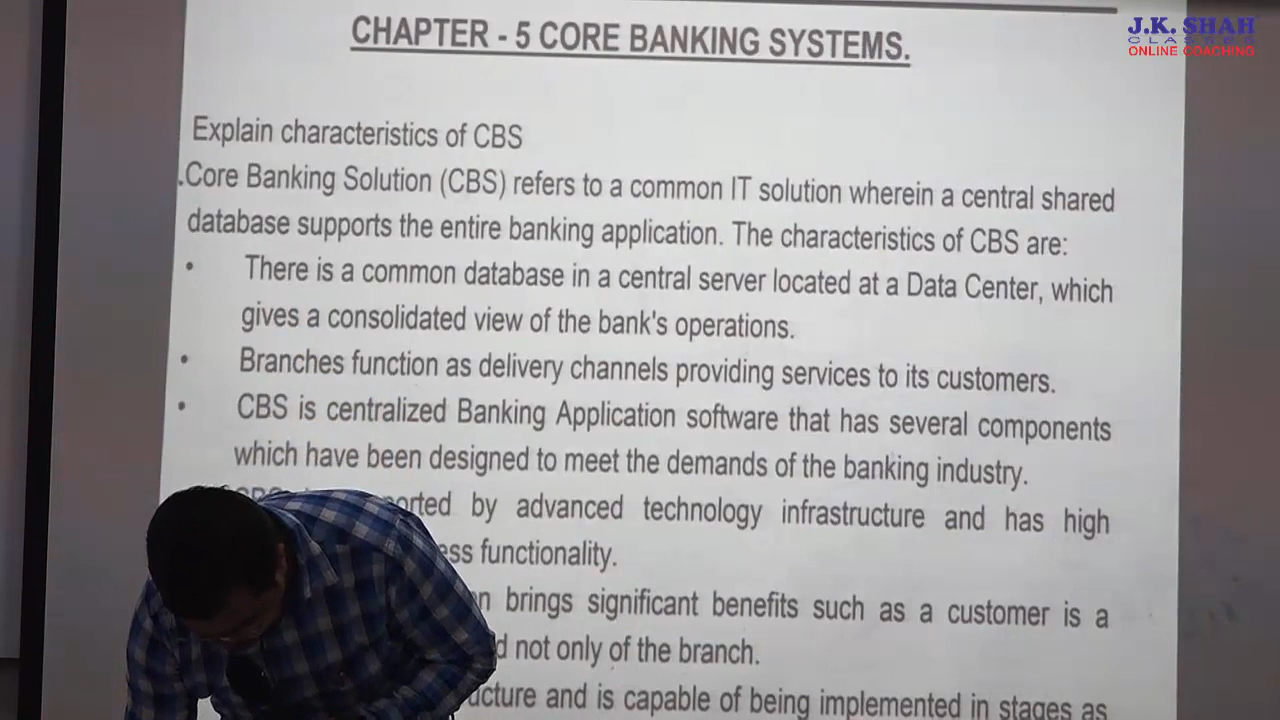 CHAPTER - 5 CORE BANKING SYSTEMS.
J.K. SHAH
CLASSES
ONLINE COACHING
Explain characteristics of CBS
.Core Banking Solution (CBS) refers to a common IT solution wherein a central shared
database supports the entire banking application. The characteristics of CBS are:
• There is a common database in a central server located at a Data Center, which
gives a consolidated view of the bank's operations.
• Branches function as delivery channels providing services to its customers.
• CBS is centralized Banking Application software that has several components
which have been designed to meet the demands of the banking industry.
by advanced technology infrastructure and has high
functionality.
brings significant benefits such as a customer is a
not only of the branch.
and is capable of being implemented in stages as